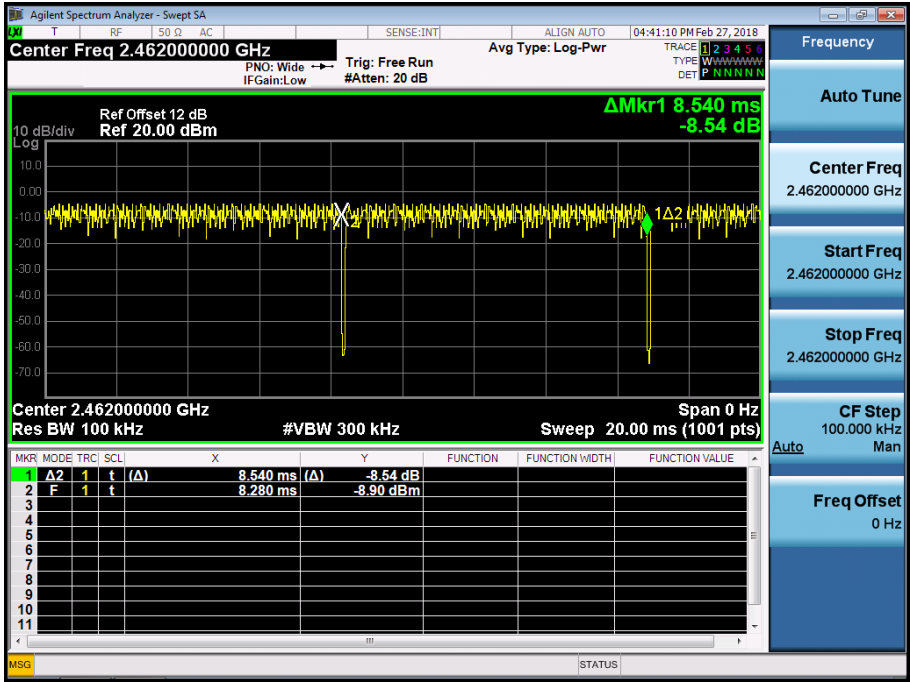 Agilent Spectrum Analyzer - Swept SA
LXI T RF 50 Ω AC SENSE:INT ALIGN AUTO 04:41:10 PM Feb 27, 2018
Center Freq 2.462000000 GHz
PNO: Wide
IFGain:Low
Trig: Free Run
#Atten: 20 dB
Avg Type: Log-Pwr
TRACE 1 2 3 4 5 6
TYPE WWWWWW
DET P N N N N N
ΔMkr1 8.540 ms
-8.54 dB
Ref Offset 12 dB
10 dB/div Ref 20.00 dBm
Log
10.0
0.00
-10.0
-20.0
-30.0
-40.0
-50.0
-60.0
-70.0
2
1Δ2
Center 2.462000000 GHz Span 0 Hz
Res BW 100 kHz #VBW 300 kHz Sweep 20.00 ms (1001 pts)
MKR MODE TRC SCL X Y FUNCTION FUNCTION WIDTH FUNCTION VALUE
1 Δ2 1 t (Δ) 8.540 ms (Δ) -8.54 dB
2 F 1 t 8.280 ms -8.90 dBm
3
4
5
6
7
8
9
10
11
MSG STATUS
Frequency
Auto Tune
Center Freq
2.462000000 GHz
Start Freq
2.462000000 GHz
Stop Freq
2.462000000 GHz
CF Step
100.000 kHz
Auto Man
Freq Offset
0 Hz